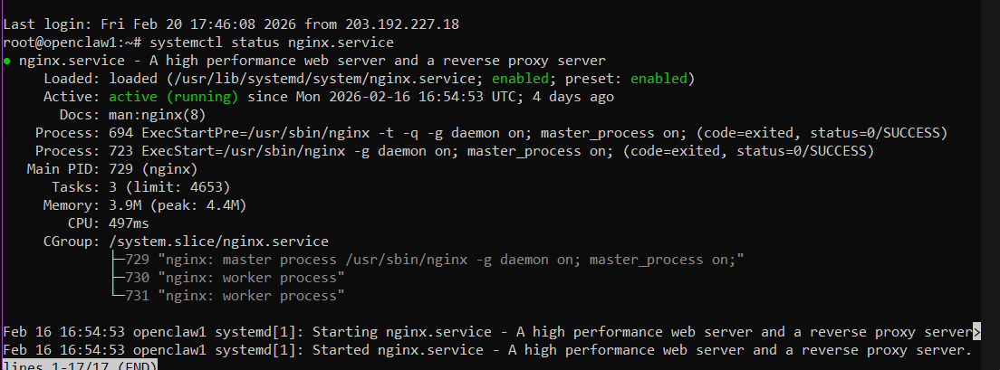 Last login: Fri Feb 20 17:46:08 2026 from 203.192.227.18
root@openclaw1:~# systemctl status nginx.service
● nginx.service - A high performance web server and a reverse proxy server
     Loaded: loaded (/usr/lib/systemd/system/nginx.service; enabled; preset: enabled)
     Active: active (running) since Mon 2026-02-16 16:54:53 UTC; 4 days ago
       Docs: man:nginx(8)
    Process: 694 ExecStartPre=/usr/sbin/nginx -t -q -g daemon on; master_process on; (code=exited, status=0/SUCCESS)
    Process: 723 ExecStart=/usr/sbin/nginx -g daemon on; master_process on; (code=exited, status=0/SUCCESS)
   Main PID: 729 (nginx)
      Tasks: 3 (limit: 4653)
     Memory: 3.9M (peak: 4.4M)
        CPU: 497ms
     CGroup: /system.slice/nginx.service
             ├─729 "nginx: master process /usr/sbin/nginx -g daemon on; master_process on;"
             ├─730 "nginx: worker process"
             └─731 "nginx: worker process"

Feb 16 16:54:53 openclaw1 systemd[1]: Starting nginx.service - A high performance web server and a reverse proxy server>
Feb 16 16:54:53 openclaw1 systemd[1]: Started nginx.service - A high performance web server and a reverse proxy server.
lines 1-17/17 (END)